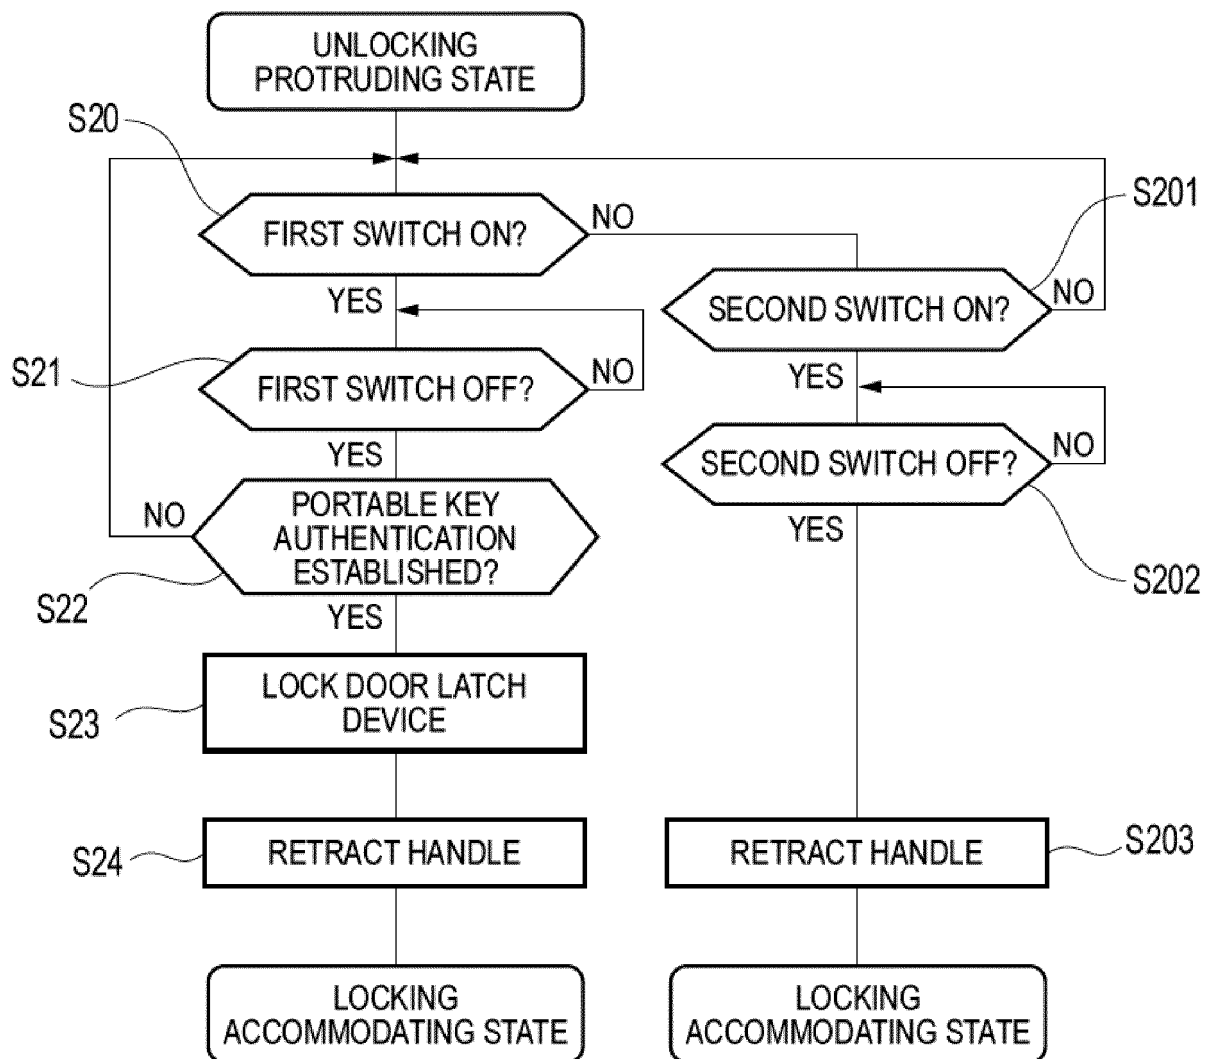 UNLOCKING
PROTRUDING STATE
S20
FIRST SWITCH ON?
NO
YES
S201
SECOND SWITCH ON?
NO
YES
S21
FIRST SWITCH OFF?
NO
YES
SECOND SWITCH OFF?
NO
YES
S202
NO
PORTABLE KEY
AUTHENTICATION
ESTABLISHED?
S22
YES
LOCK DOOR LATCH
DEVICE
S23
RETRACT HANDLE
S24
RETRACT HANDLE
S203
LOCKING
ACCOMMODATING STATE
LOCKING
ACCOMMODATING STATE